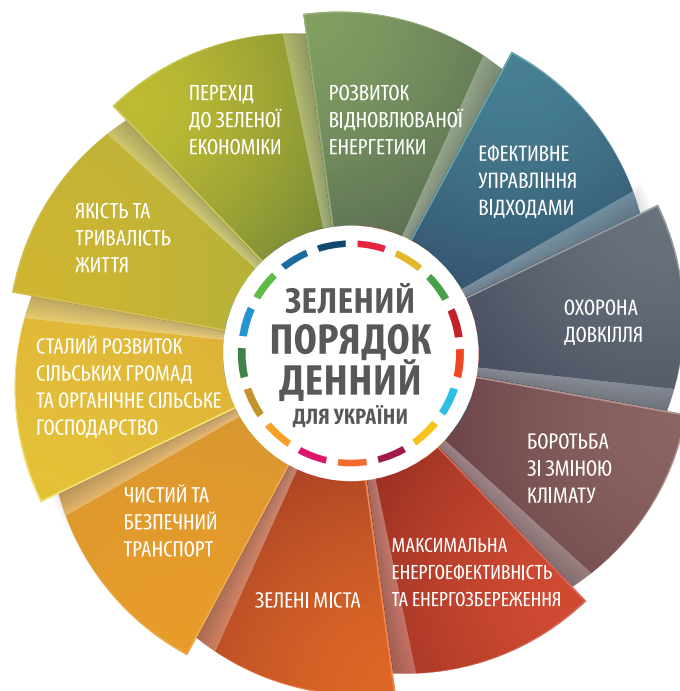 ЗЕЛЕНИЙ
ПОРЯДОК
ДЕННИЙ
ДЛЯ УКРАЇНИ
РОЗВИТОК
ВІДНОВЛЮВАНОЇ
ЕНЕРГЕТИКИ
ЕФЕКТИВНЕ
УПРАВЛІННЯ
ВІДХОДАМИ
ОХОРОНА
ДОВКІЛЛЯ
БОРОТЬБА
ЗІ ЗМІНОЮ
КЛІМАТУ
МАКСИМАЛЬНА
ЕНЕРГОЕФЕКТИВНІСТЬ
ТА ЕНЕРГОЗБЕРЕЖЕННЯ
ЗЕЛЕНІ МІСТА
ЧИСТИЙ ТА
БЕЗПЕЧНИЙ
ТРАНСПОРТ
СТАЛИЙ РОЗВИТОК
СІЛЬСЬКИХ ГРОМАД
ТА ОРГАНІЧНЕ СІЛЬСЬКЕ
ГОСПОДАРСТВО
ЯКІСТЬ ТА
ТРИВАЛІСТЬ
ЖИТТЯ
ПЕРЕХІД
ДО ЗЕЛЕНОЇ
ЕКОНОМІКИ